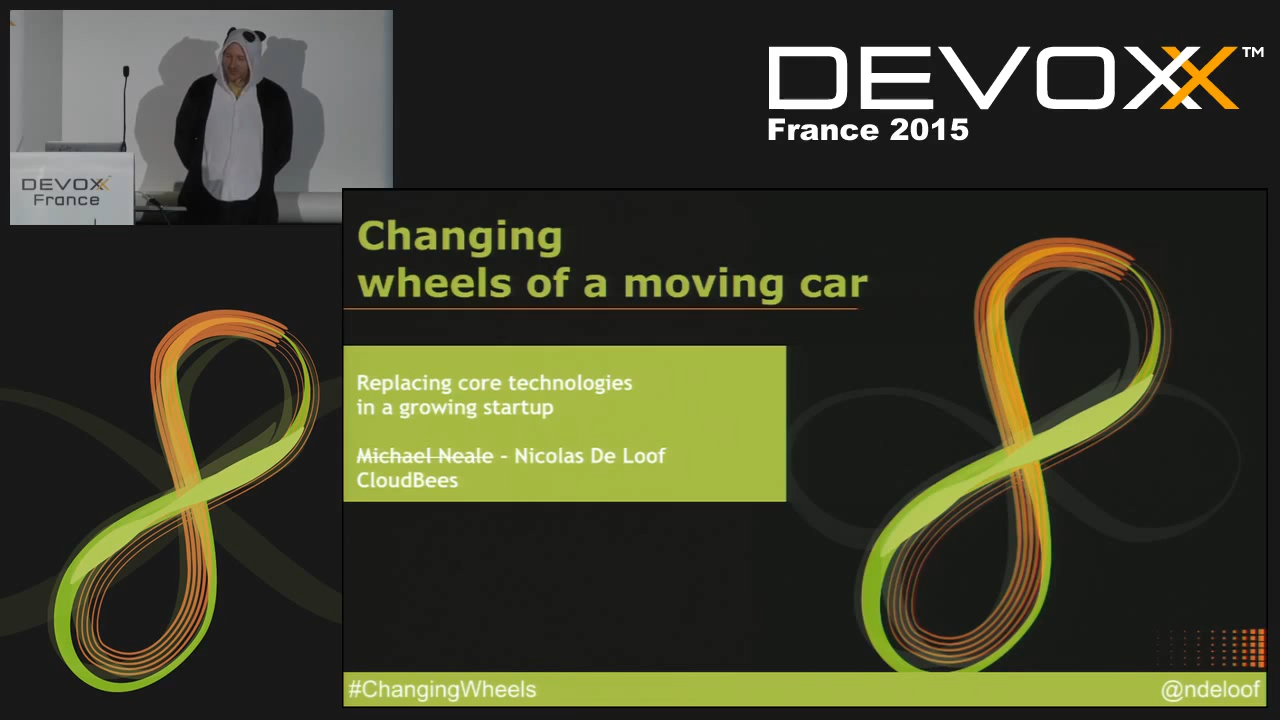 DEVOXX™
France 2015
DEVOXX
France
Changing
wheels of a moving car
Replacing core technologies
in a growing startup
Michael Neale - Nicolas De Loof
CloudBees
#ChangingWheels
@ndeloof